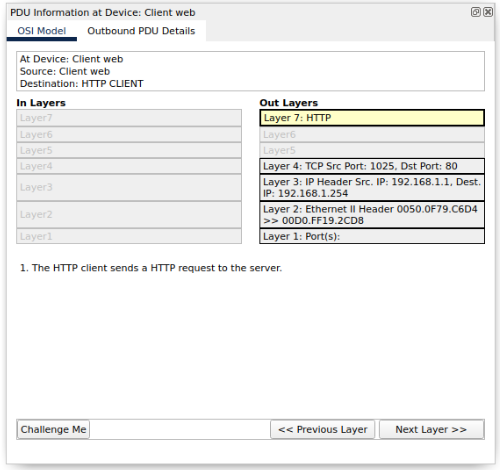 PDU Information at Device: Client web
OSI Model
Outbound PDU Details
At Device: Client web
Source: Client web
Destination: HTTP CLIENT
In Layers
Layer7
Layer6
Layer5
Layer4
Layer3
Layer2
Layer1
Out Layers
Layer 7: HTTP
Layer6
Layer5
Layer 4: TCP Src Port: 1025, Dst Port: 80
Layer 3: IP Header Src. IP: 192.168.1.1, Dest.
IP: 192.168.1.254
Layer 2: Ethernet II Header 0050.0F79.C6D4
>> 00D0.FF19.2CD8
Layer 1: Port(s):
1. The HTTP client sends a HTTP request to the server.
Challenge Me
<< Previous Layer
Next Layer >>